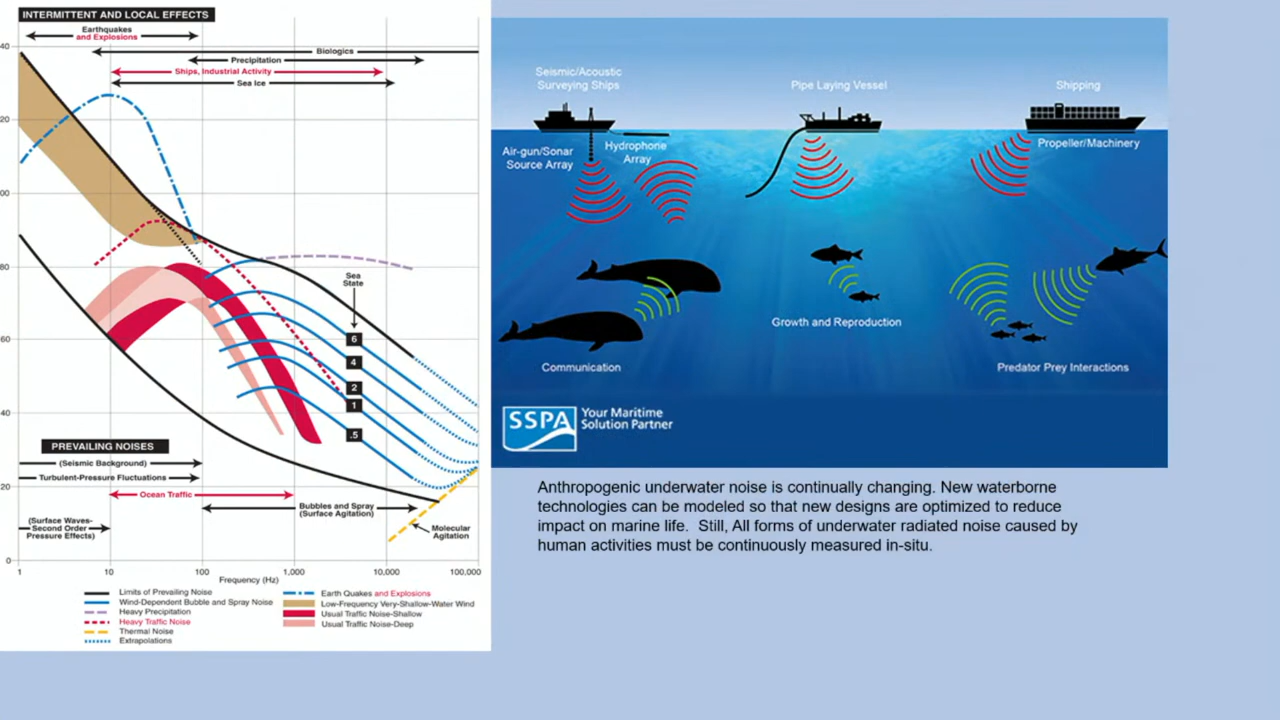 INTERMITTENT AND LOCAL EFFECTS
Earthquakes
and Explosions
Biologics
Precipitation
Ships, Industrial Activity
Sea Ice
40
20
00
80
60
40
20
0
Sea
State
6
4
2
1
.5
PREVAILING NOISES
(Seismic Background)
Turbulent-Pressure Fluctuations
Ocean Traffic
Bubbles and Spray
(Surface Agitation)
(Surface Waves-
Second Order
Pressure Effects)
Molecular
Agitation
1 10 100 1,000 10,000 100,000
Frequency (Hz)
Limits of Prevailing Noise
Wind-Dependent Bubble and Spray Noise
Heavy Precipitation
Heavy Traffic Noise
Thermal Noise
Extrapolations
Earth Quakes and Explosions
Low-Frequency Very-Shallow-Water Wind
Usual Traffic Noise-Shallow
Usual Traffic Noise-Deep
Seismic/Acoustic
Surveying Ships
Pipe Laying Vessel
Shipping
Air-gun/Sonar
Source Array
Hydrophone
Array
Propeller/Machinery
Growth and Reproduction
Communication
Predator Prey Interactions
SSPA
Your Maritime
Solution Partner
Anthropogenic underwater noise is continually changing. New waterborne
technologies can be modeled so that new designs are optimized to reduce
impact on marine life. Still, All forms of underwater radiated noise caused by
human activities must be continuously measured in-situ.